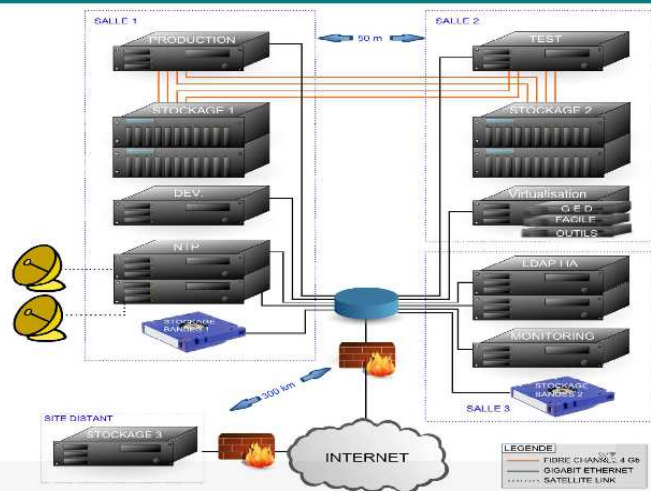 SALLE 1
PRODUCTION
50 m
SALLE 2
TEST
STOCKAGE 1
STOCKAGE 2
DEV.
Virtualisation
G.E.D
FACILE
OUTILS
NTP
LDAP HA
STOCKAGE
BANDES 1
MONITORING
STOCKAGE
BANDES 2
SALLE 3
300 km
SITE DISTANT
STOCKAGE 3
INTERNET
LEGENDE
FIBRE CHANNEL 4 Gb
GIGABIT ETHERNET
SATELLITE LINK